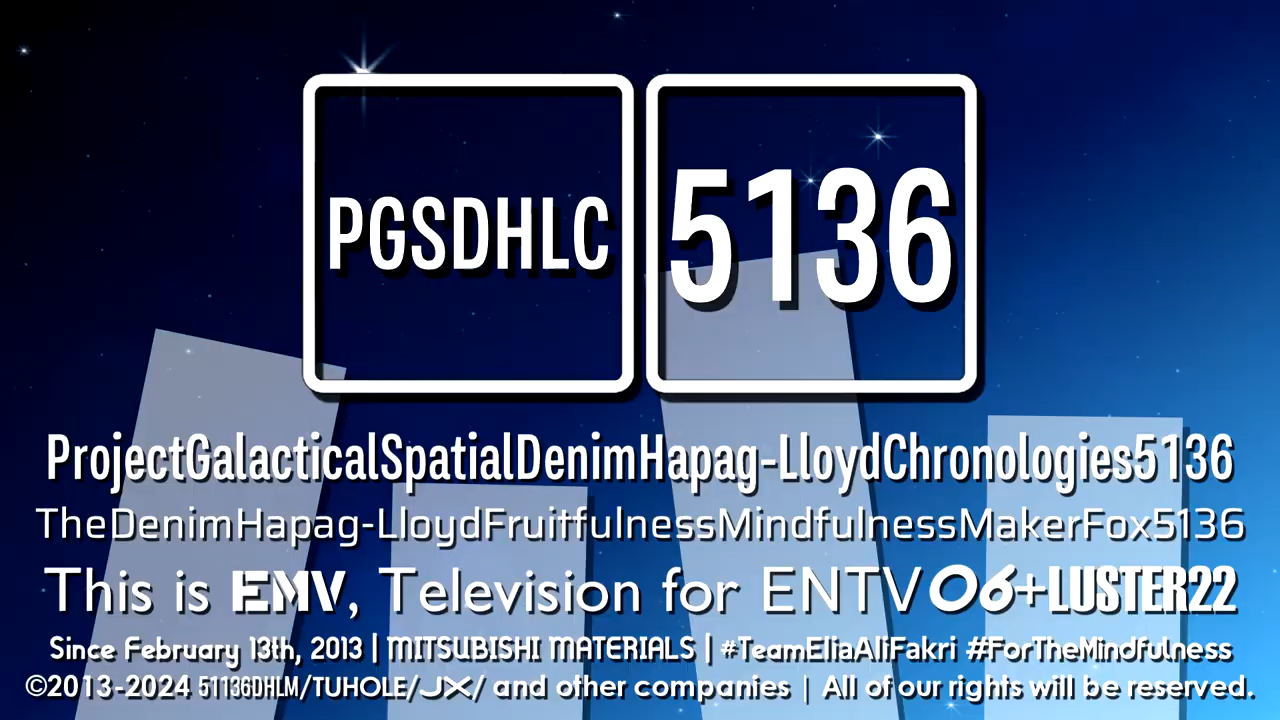 PGSDHLC 5136
ProjectGalacticalSpatialDenimHapag-LloydChronologies5136
TheDenimHapag-LloydFruitfulnessMindfulnessMakerFox5136
This is EMV, Television for ENTV06+LUSTER22
Since February 13th, 2013 | MITSUBISHI MATERIALS | #TeamEliaAliFakri #ForTheMindfulness
©2013-2024 51136DHLM/TUHOLE/JX/ and other companies | All of our rights will be reserved.